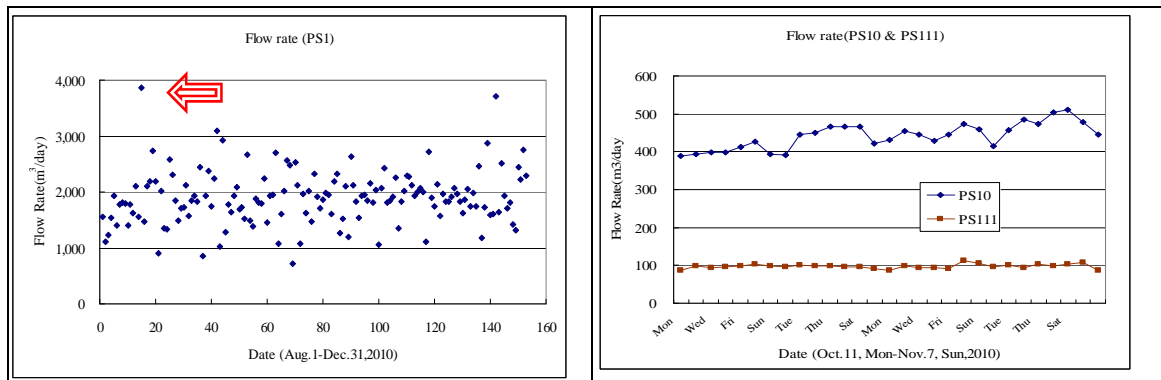 Flow rate (PS1)
Flow Rate(m³/day)
4,000
3,000
2,000
1,000
0
0 20 40 60 80 100 120 140 160
Date (Aug.1-Dec.31,2010)
Flow rate(PS10 & PS111)
Flow Rate(m3/day
600
500
400
300
200
100
0
PS10
PS111
Mon Wed Fri Sun Tue Thu Sat Mon Wed Fri Sun Tue Thu Sat
Date (Oct.11, Mon-Nov.7, Sun,2010)